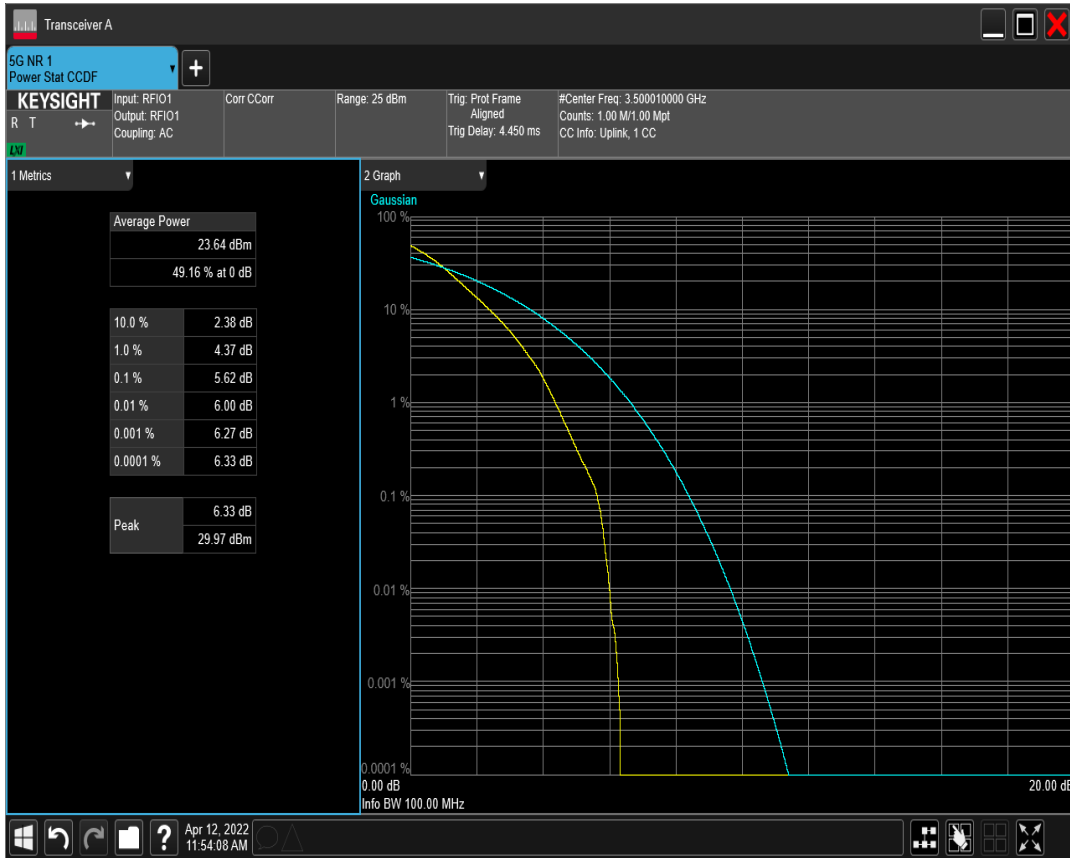 Transceiver A
5G NR 1
Power Stat CCDF
KEYSIGHT
R T
LXI
Input: RFIO1
Output: RFIO1
Coupling: AC
Corr CCorr
Range: 25 dBm
Trig: Prot Frame
Aligned
Trig Delay: 4.450 ms
#Center Freq: 3.500010000 GHz
Counts: 1.00 M/1.00 Mpt
CC Info: Uplink, 1 CC
1 Metrics
Average Power
23.64 dBm
49.16 % at 0 dB
10.0 % 2.38 dB
1.0 % 4.37 dB
0.1 % 5.62 dB
0.01 % 6.00 dB
0.001 % 6.27 dB
0.0001 % 6.33 dB
Peak
6.33 dB
29.97 dBm
2 Graph
Gaussian
100 %
10 %
1 %
0.1 %
0.01 %
0.001 %
0.0001 %
0.00 dB 20.00 dB
Info BW 100.00 MHz
?
Apr 12, 2022
11:54:08 AM